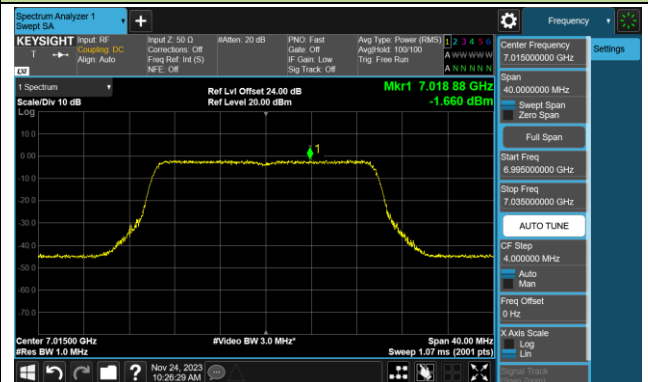 Spectrum Analyzer 1
Swept SA
Frequency
KEYSIGHT
Input: RF
Coupling: DC
Align: Auto
Input Z: 50 Ω
Corrections: Off
Freq Ref: Int (S)
NFE: Off
#Atten: 20 dB
PNO: Fast
Gate: Off
IF Gain: Low
Sig Track: Off
Avg Type: Power (RMS)
Avg|Hold: 100/100
Trig: Free Run
1 2 3 4 5 6
A W W W W W
A N N N N N
LXI
T
1 Spectrum
Scale/Div 10 dB
Log
Ref Lvl Offset 24.00 dB
Ref Level 20.00 dBm
Mkr1 7.018 88 GHz
-1.660 dBm
1
10.0
0.00
-10.0
-20.0
-30.0
-40.0
-50.0
-60.0
-70.0
Center 7.01500 GHz
#Res BW 1.0 MHz
#Video BW 3.0 MHz*
Span 40.00 MHz
Sweep 1.07 ms (2001 pts)
Nov 24, 2023
10:26:29 AM
?
Center Frequency
7.015000000 GHz
Settings
Span
40.0000000 MHz
Swept Span
Zero Span
Full Span
Start Freq
6.995000000 GHz
Stop Freq
7.035000000 GHz
AUTO TUNE
CF Step
4.000000 MHz
Auto
Man
Freq Offset
0 Hz
X Axis Scale
Log
Lin
Signal Track